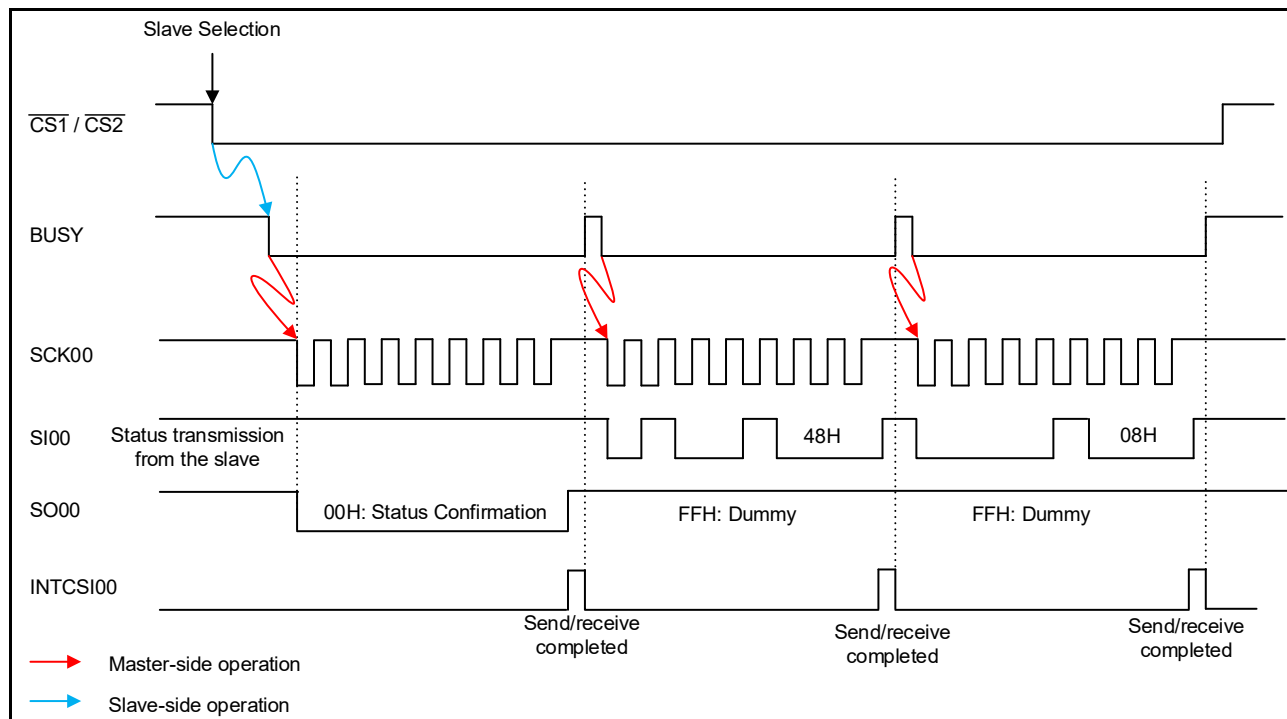 Slave Selection
CS1 / CS2
BUSY
SCK00
SI00
48H
08H
Status transmission
from the slave
SO00
00H: Status Confirmation
FFH: Dummy
FFH: Dummy
INTCSI00
Send/receive
completed
Send/receive
completed
Send/receive
completed
Master-side operation
Slave-side operation